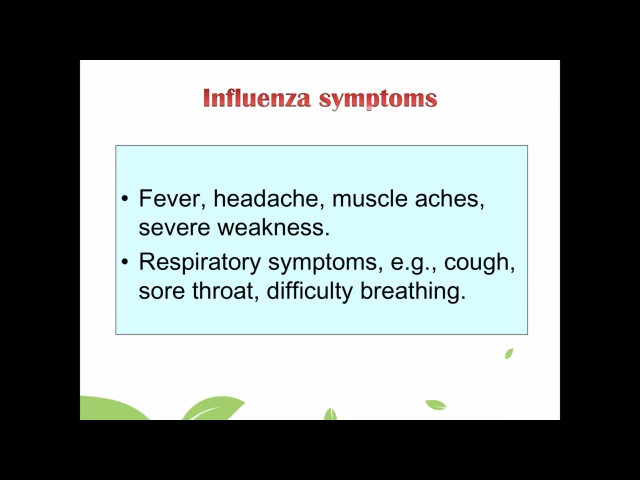 Influenza symptoms
• Fever, headache, muscle aches,
severe weakness.
• Respiratory symptoms, e.g., cough,
sore throat, difficulty breathing.